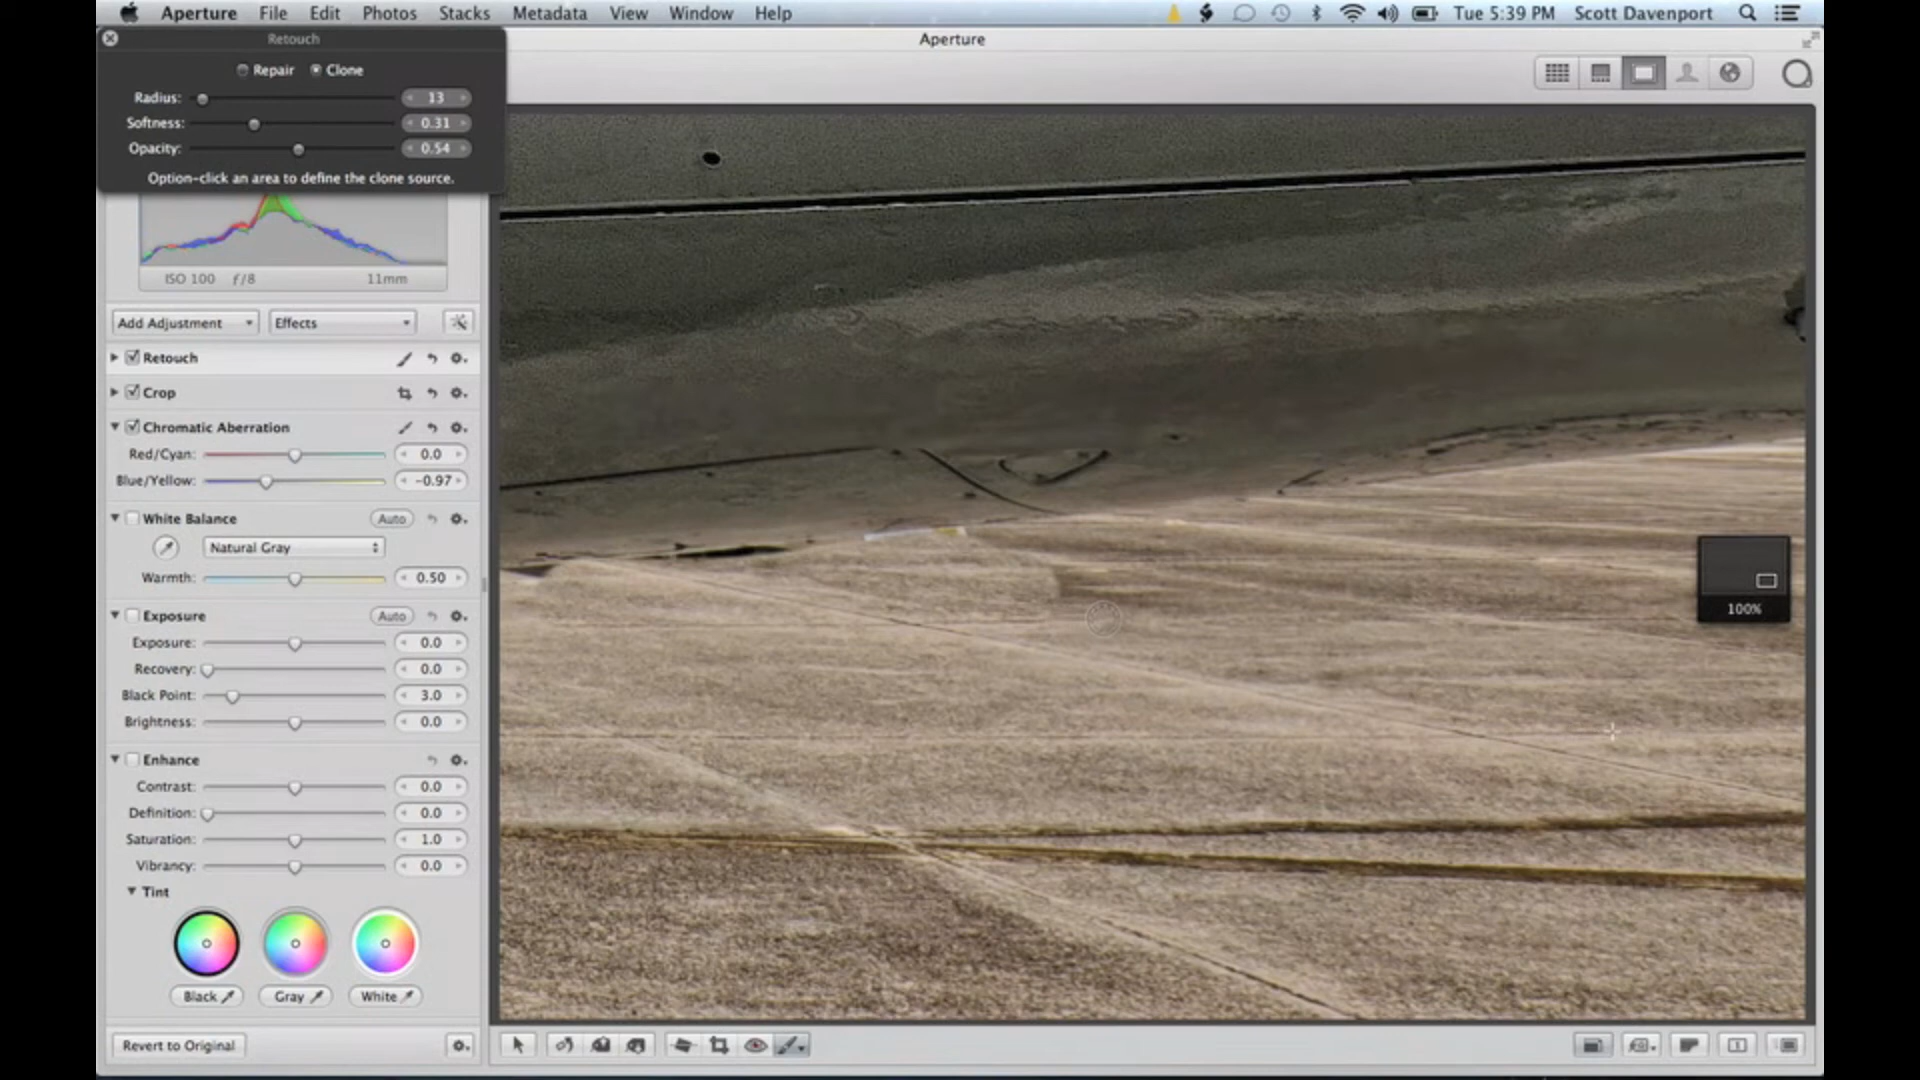 Aperture File Edit Photos Stacks Metadata View Window Help Tue 5:39 PM Scott Davenport
Retouch
Aperture
Repair Clone
Radius: 13
Softness: 0.31
Opacity: 0.54
Option-click an area to define the clone source.
ISO 100 ƒ/8 11mm
Add Adjustment Effects
Retouch
Crop
Chromatic Aberration
Red/Cyan: 0.0
Blue/Yellow: -0.97
White Balance Auto
Natural Gray
Warmth: 0.50
100%
Exposure Auto
Exposure: 0.0
Recovery: 0.0
Black Point: 3.0
Brightness: 0.0
Enhance
Contrast: 0.0
Definition: 0.0
Saturation: 1.0
Vibrancy: 0.0
Tint
Black Gray White
Revert to Original